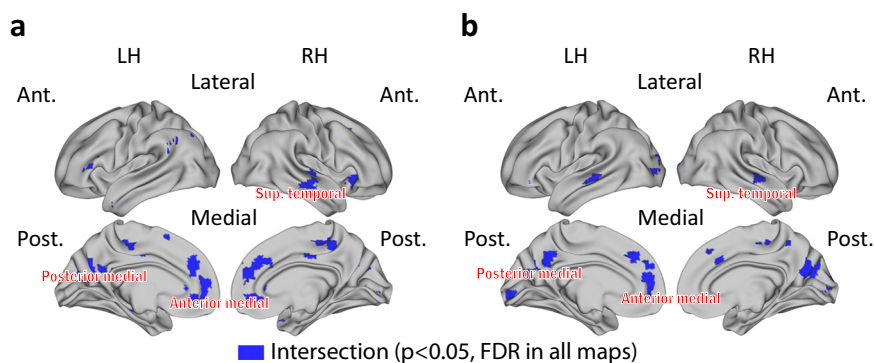 a
b
LH RH
LH RH
Lateral
Lateral
Ant. Ant.
Ant. Ant.
Sup. temporal
Sup. temporal
Medial
Medial
Post. Post.
Post. Post.
Posterior medial
Posterior medial
Anterior medial
Anterior medial
Intersection (p<0.05, FDR in all maps)